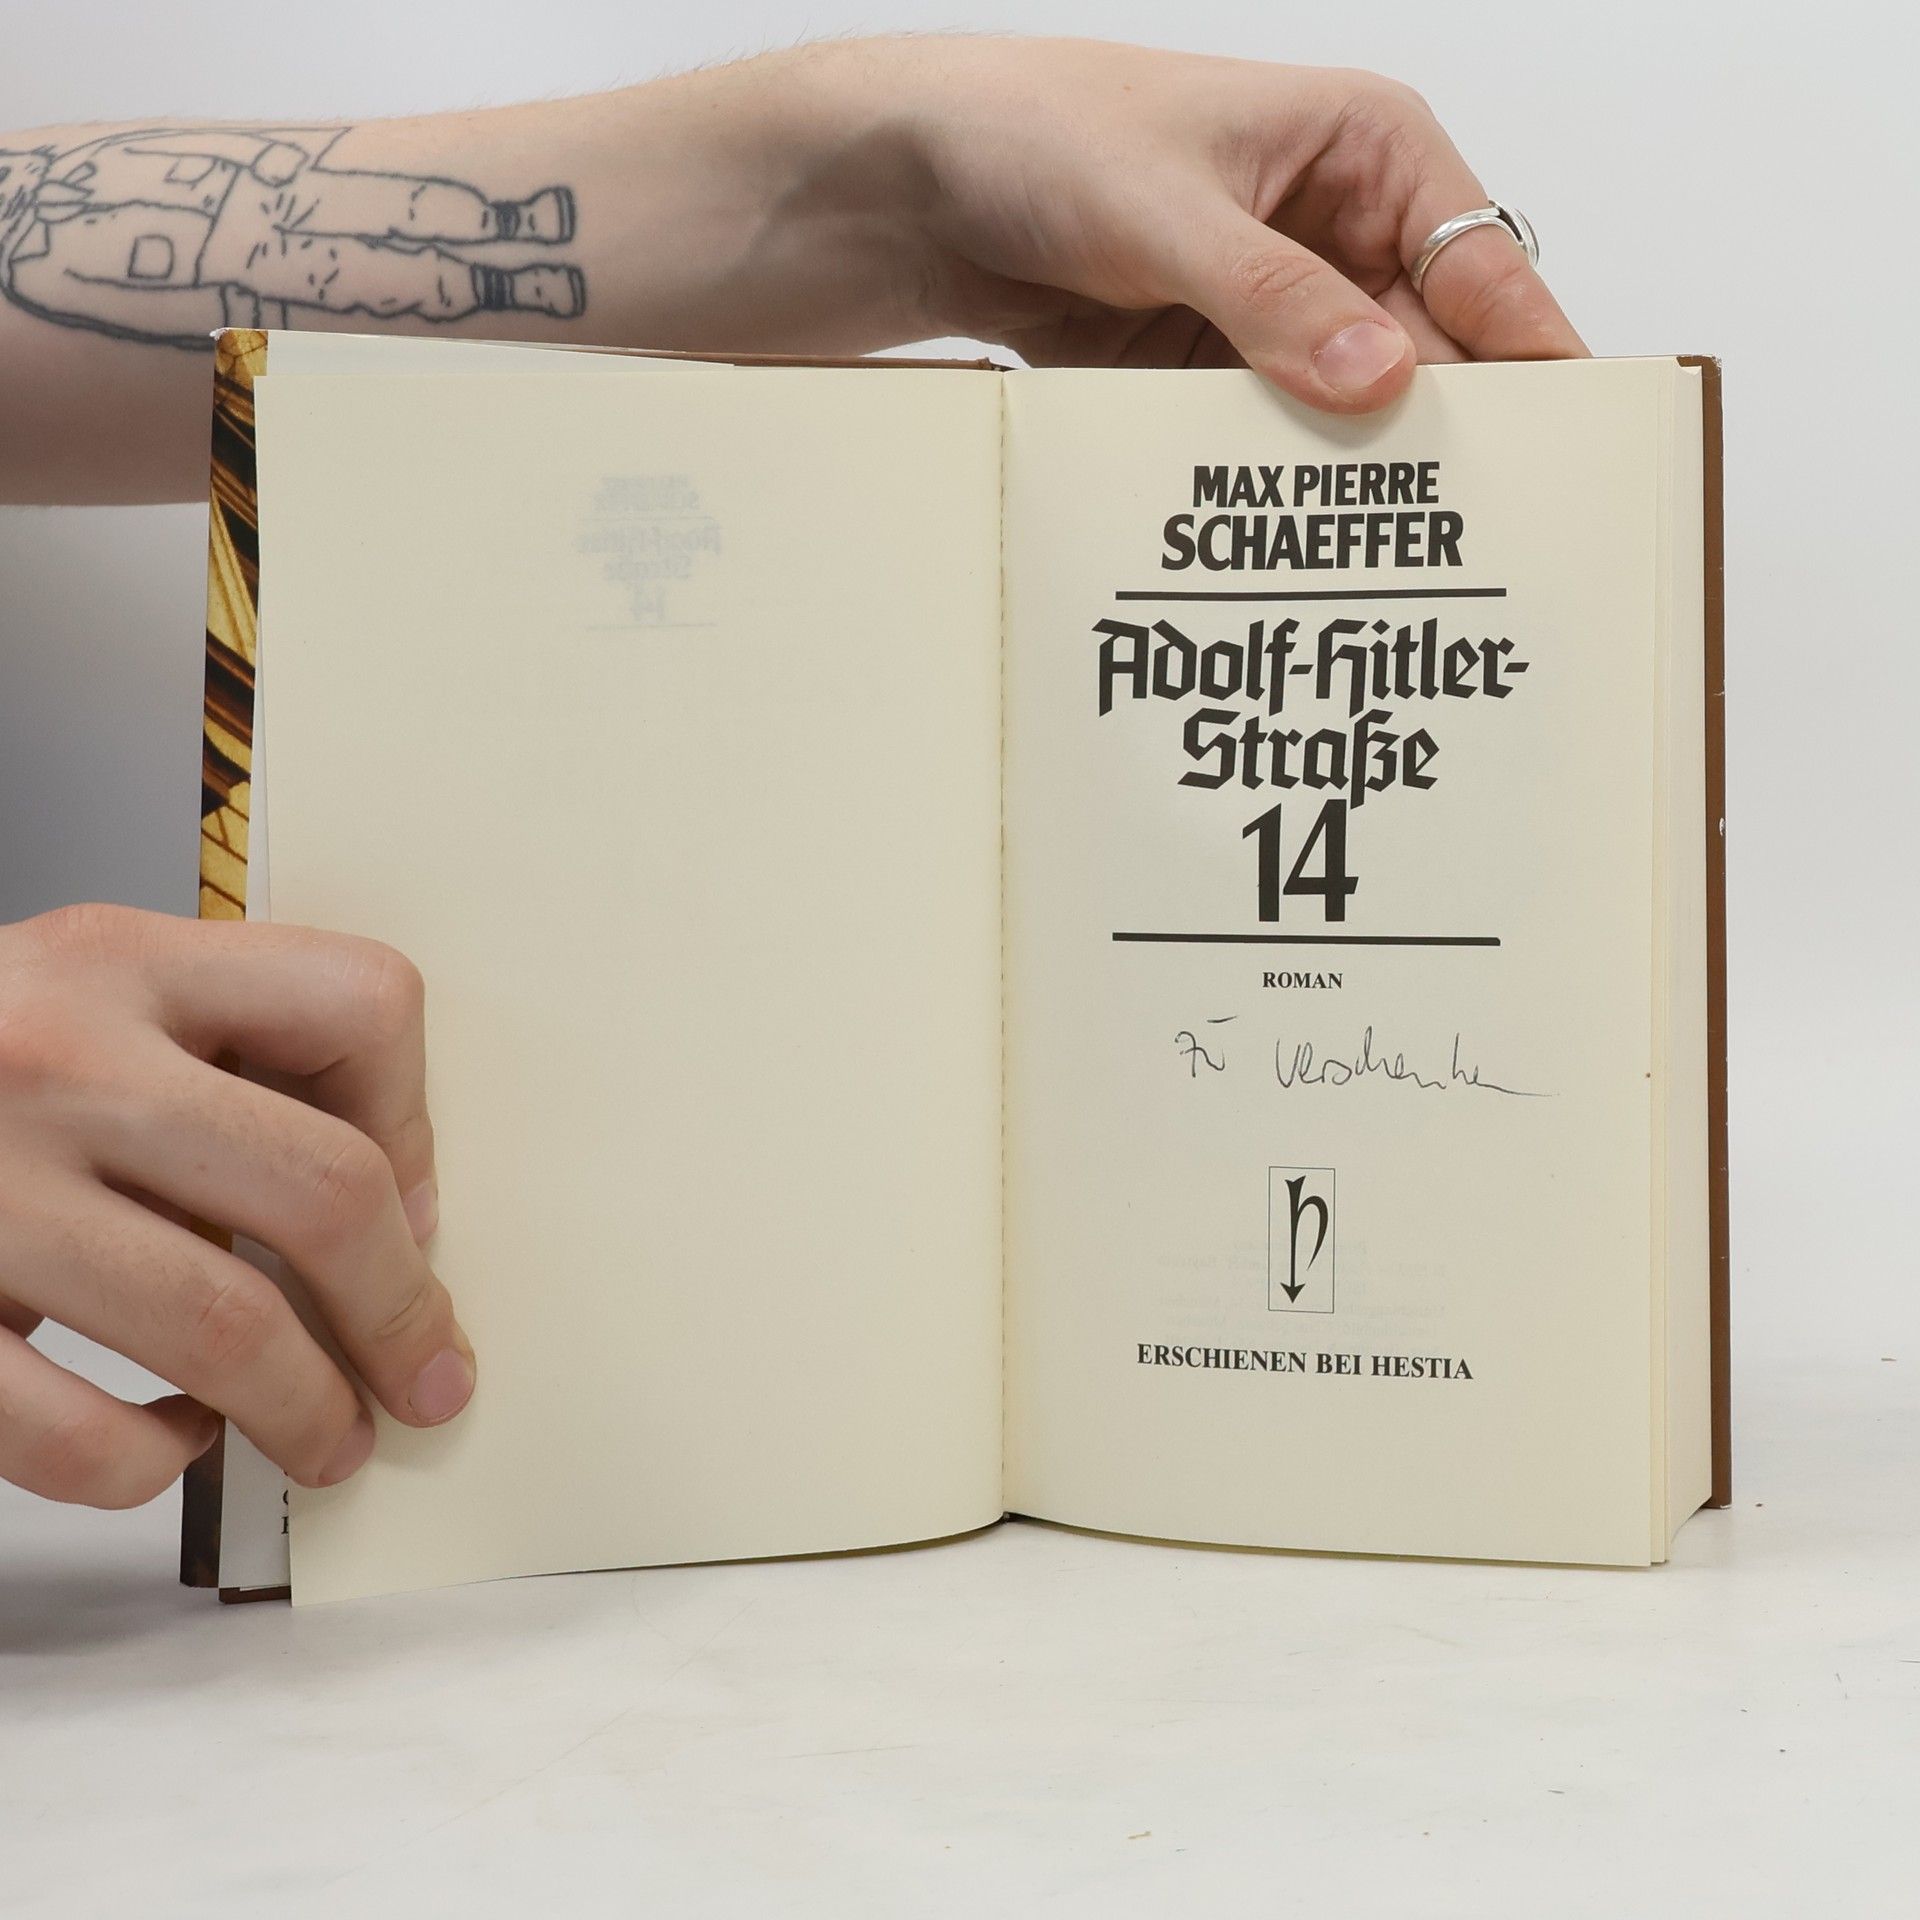 MAX PIERRE
SCHAEFFER
Adolf-Hitler-
Straße
14
ROMAN
zu verschenken
h
ERSCHIENEN BEI HESTIA